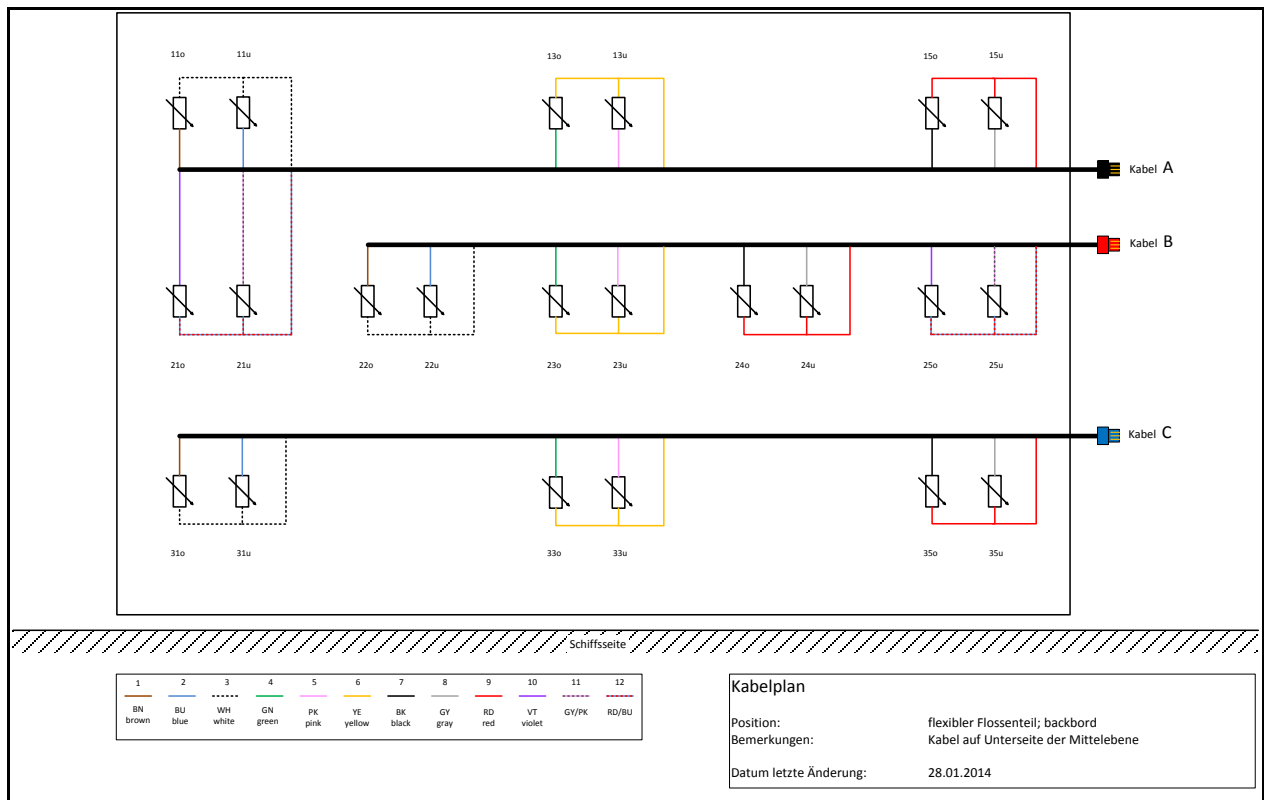 11o 11u 13o 13u 15o 15u
Kabel A
Kabel B
21o 21u 22o 22u 23o 23u 24o 24u 25o 25u
Kabel C
31o 31u 33o 33u 35o 35u
Schiffsseite
1 2 3 4 5 6 7 8 9 10 11 12
BN BU WH GN PK YE BK GY RD VT GY/PK RD/BU
brown blue white green pink yellow black gray red violet
Kabelplan
Position: flexibler Flossenteil; backbord
Bemerkungen: Kabel auf Unterseite der Mittelebene
Datum letzte Änderung: 28.01.2014